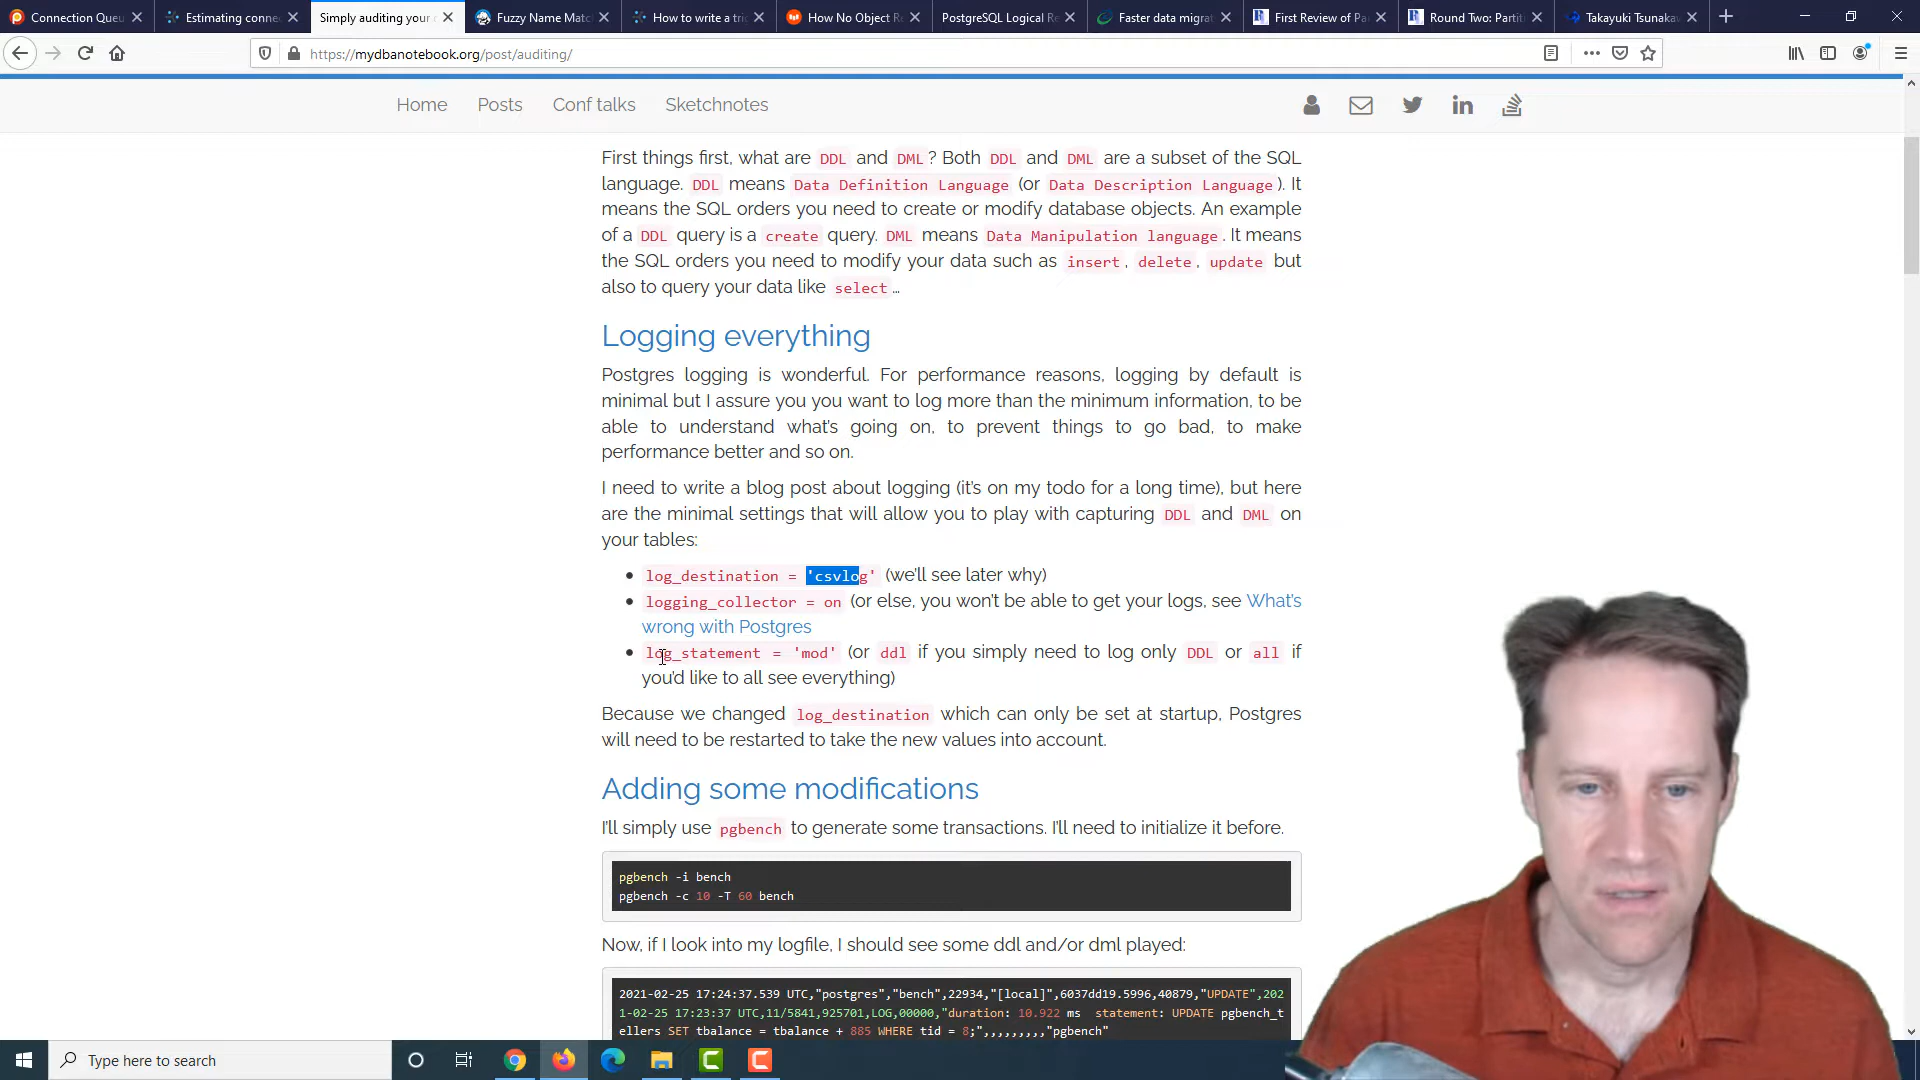 Connection Queu
Estimating conne
Simply auditing your
Fuzzy Name Matc
How to write a tri
How No Object R
PostgreSQL Logical Re
Faster data migrat
First Review of Pa
Round Two: Partiti
Takayuki Tsunaka
https://mydbanotebook.org/post/auditing/
Home Posts Conf talks Sketchnotes
First things first, what are DDL and DML? Both DDL and DML are a subset of the SQL
language. DDL means Data Definition Language (or Data Description Language). It
means the SQL orders you need to create or modify database objects. An example
of a DDL query is a create query. DML means Data Manipulation language. It means
the SQL orders you need to modify your data such as insert, delete, update but
also to query your data like select…
Logging everything
Postgres logging is wonderful. For performance reasons, logging by default is
minimal but I assure you you want to log more than the minimum information, to be
able to understand what's going on, to prevent things to go bad, to make
performance better and so on.
I need to write a blog post about logging (it's on my todo for a long time), but here
are the minimal settings that will allow you to play with capturing DDL and DML on
your tables:
log_destination = 'csvlog' (we'll see later why)
logging_collector = on (or else, you won't be able to get your logs, see What's
wrong with Postgres
log_statement = 'mod' (or ddl if you simply need to log only DDL or all if
you'd like to all see everything)
Because we changed log_destination which can only be set at startup, Postgres
will need to be restarted to take the new values into account.
Adding some modifications
I'll simply use pgbench to generate some transactions. I'll need to initialize it before.
pgbench -i bench
pgbench -c 10 -T 60 bench
Now, if I look into my logfile, I should see some ddl and/or dml played:
2021-02-25 17:24:37.539 UTC,"postgres","bench",22934,"[local]",6037dd19.5996,40879,"UPDATE",202
1-02-25 17:23:37 UTC,11/5841,925701,LOG,00000,"duration: 10.922 ms  statement: UPDATE pgbench_t
ellers SET tbalance = tbalance + 885 WHERE tid = 8;",,,,,,,,,"pgbench"
Type here to search